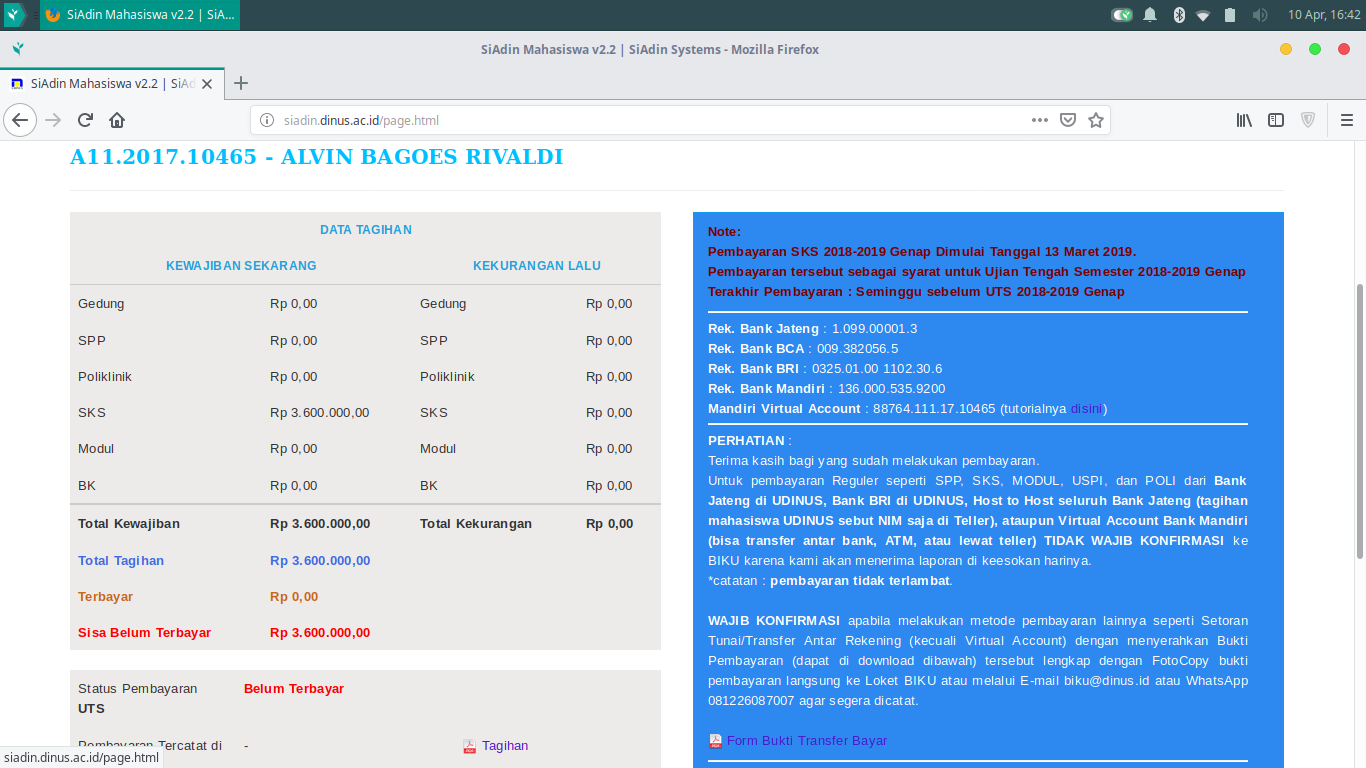 SiAdin Mahasiswa v2.2 | SiA...
10 Apr, 16:42
SiAdin Mahasiswa v2.2 | SiAdin Systems - Mozilla Firefox
SiAdin Mahasiswa v2.2 | SiAd
siadin.dinus.ac.id/page.html
A11.2017.10465 - ALVIN BAGOES RIVALDI
DATA TAGIHAN
KEWAJIBAN SEKARANG KEKURANGAN LALU
Gedung Rp 0,00 Gedung Rp 0,00
SPP Rp 0,00 SPP Rp 0,00
Poliklinik Rp 0,00 Poliklinik Rp 0,00
SKS Rp 3.600.000,00 SKS Rp 0,00
Modul Rp 0,00 Modul Rp 0,00
BK Rp 0,00 BK Rp 0,00
Total Kewajiban Rp 3.600.000,00 Total Kekurangan Rp 0,00
Total Tagihan Rp 3.600.000,00
Terbayar Rp 0,00
Sisa Belum Terbayar Rp 3.600.000,00
Status Pembayaran Belum Terbayar
UTS
Pembayaran Tercatat di - Tagihan
siadin.dinus.ac.id/page.html
Note:
Pembayaran SKS 2018-2019 Genap Dimulai Tanggal 13 Maret 2019.
Pembayaran tersebut sebagai syarat untuk Ujian Tengah Semester 2018-2019 Genap
Terakhir Pembayaran : Seminggu sebelum UTS 2018-2019 Genap
Rek. Bank Jateng : 1.099.00001.3
Rek. Bank BCA : 009.382056.5
Rek. Bank BRI : 0325.01.00 1102.30.6
Rek. Bank Mandiri : 136.000.535.9200
Mandiri Virtual Account : 88764.111.17.10465 (tutorialnya disini)
PERHATIAN :
Terima kasih bagi yang sudah melakukan pembayaran.
Untuk pembayaran Reguler seperti SPP, SKS, MODUL, USPI, dan POLI dari Bank
Jateng di UDINUS, Bank BRI di UDINUS, Host to Host seluruh Bank Jateng (tagihan
mahasiswa UDINUS sebut NIM saja di Teller), ataupun Virtual Account Bank Mandiri
(bisa transfer antar bank, ATM, atau lewat teller) TIDAK WAJIB KONFIRMASI ke
BIKU karena kami akan menerima laporan di keesokan harinya.
*catatan : pembayaran tidak terlambat.
WAJIB KONFIRMASI apabila melakukan metode pembayaran lainnya seperti Setoran
Tunai/Transfer Antar Rekening (kecuali Virtual Account) dengan menyerahkan Bukti
Pembayaran (dapat di download dibawah) tersebut lengkap dengan FotoCopy bukti
pembayaran langsung ke Loket BIKU atau melalui E-mail biku@dinus.id atau WhatsApp
081226087007 agar segera dicatat.
Form Bukti Transfer Bayar